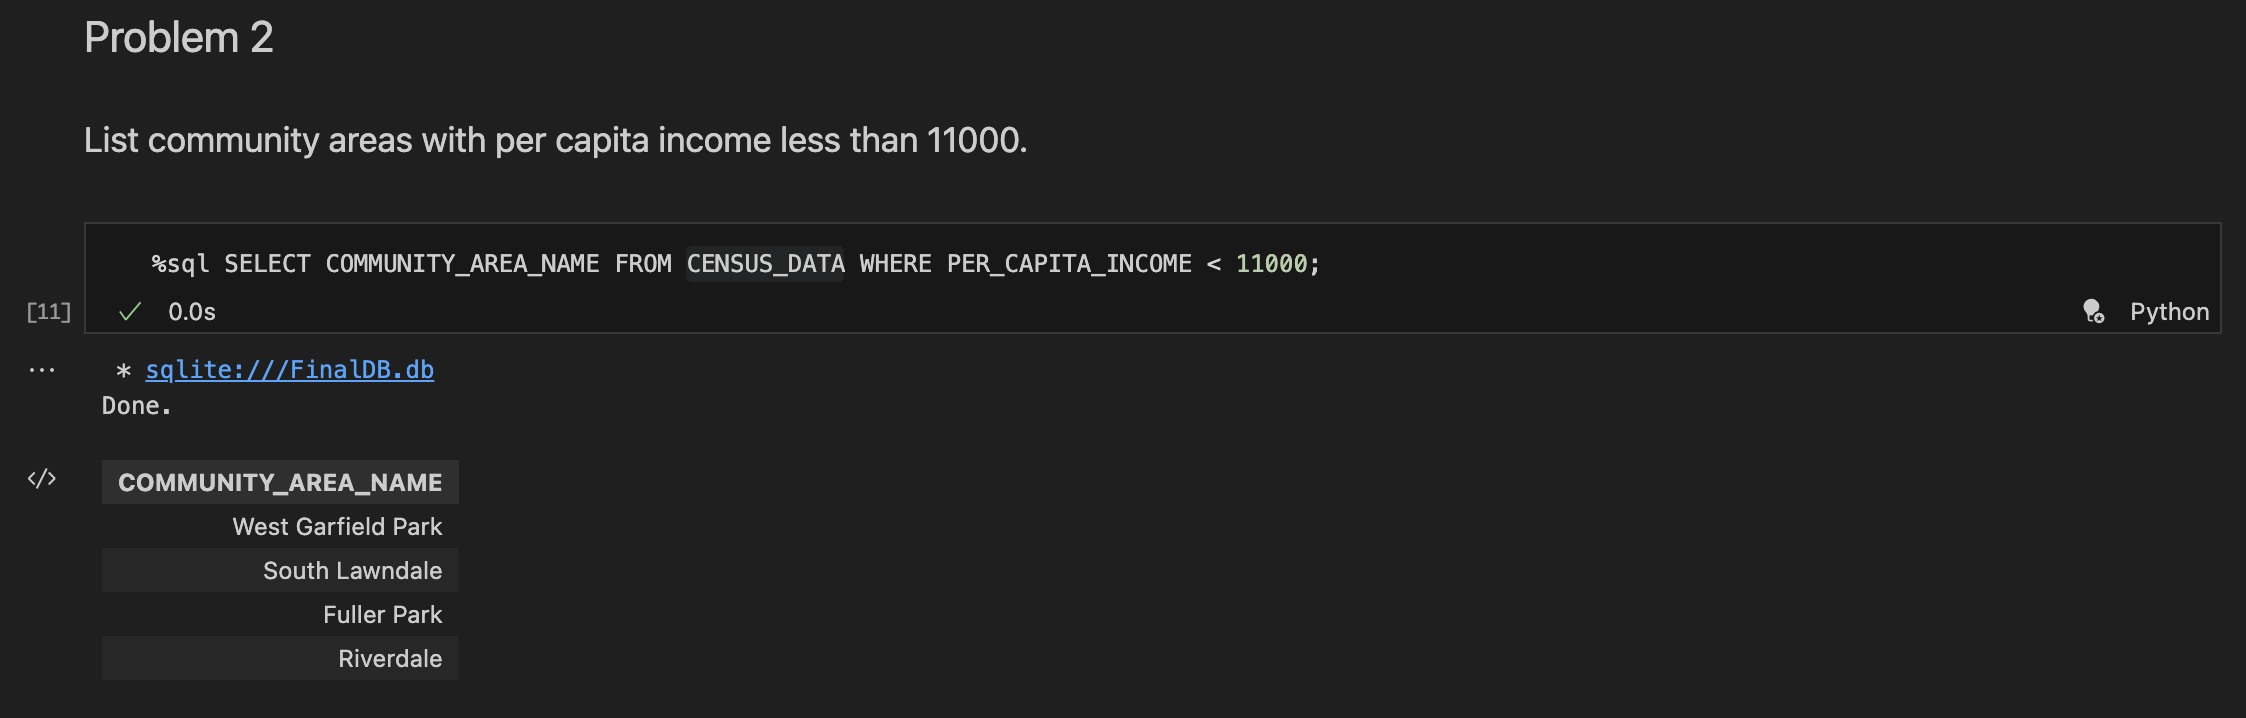 Problem 2
List community areas with per capita income less than 11000.
%sql SELECT COMMUNITY_AREA_NAME FROM CENSUS_DATA WHERE PER_CAPITA_INCOME < 11000;
[11] ✓ 0.0s Python
... * sqlite:///FinalDB.db
Done.
</> COMMUNITY_AREA_NAME
West Garfield Park
South Lawndale
Fuller Park
Riverdale